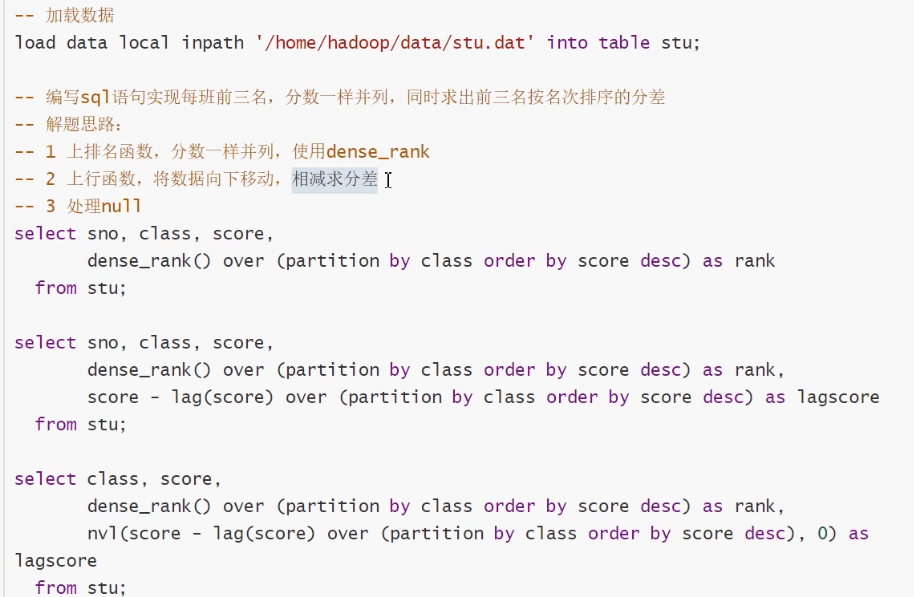 -- 加载数据
load data local inpath '/home/hadoop/data/stu.dat' into table stu;
-- 编写sql语句实现每班前三名，分数一样并列，同时求出前三名按名次排序的分差
-- 解题思路：
-- 1 上排名函数，分数一样并列，使用dense_rank
-- 2 上行函数，将数据向下移动，相减求分差
-- 3 处理null
select sno, class, score,
dense_rank() over (partition by class order by score desc) as rank
from stu;
select sno, class, score,
dense_rank() over (partition by class order by score desc) as rank,
score - lag(score) over (partition by class order by score desc) as lagscore
from stu;
select class, score,
dense_rank() over (partition by class order by score desc) as rank,
nvl(score - lag(score) over (partition by class order by score desc), 0) as
lagscore
from stu;